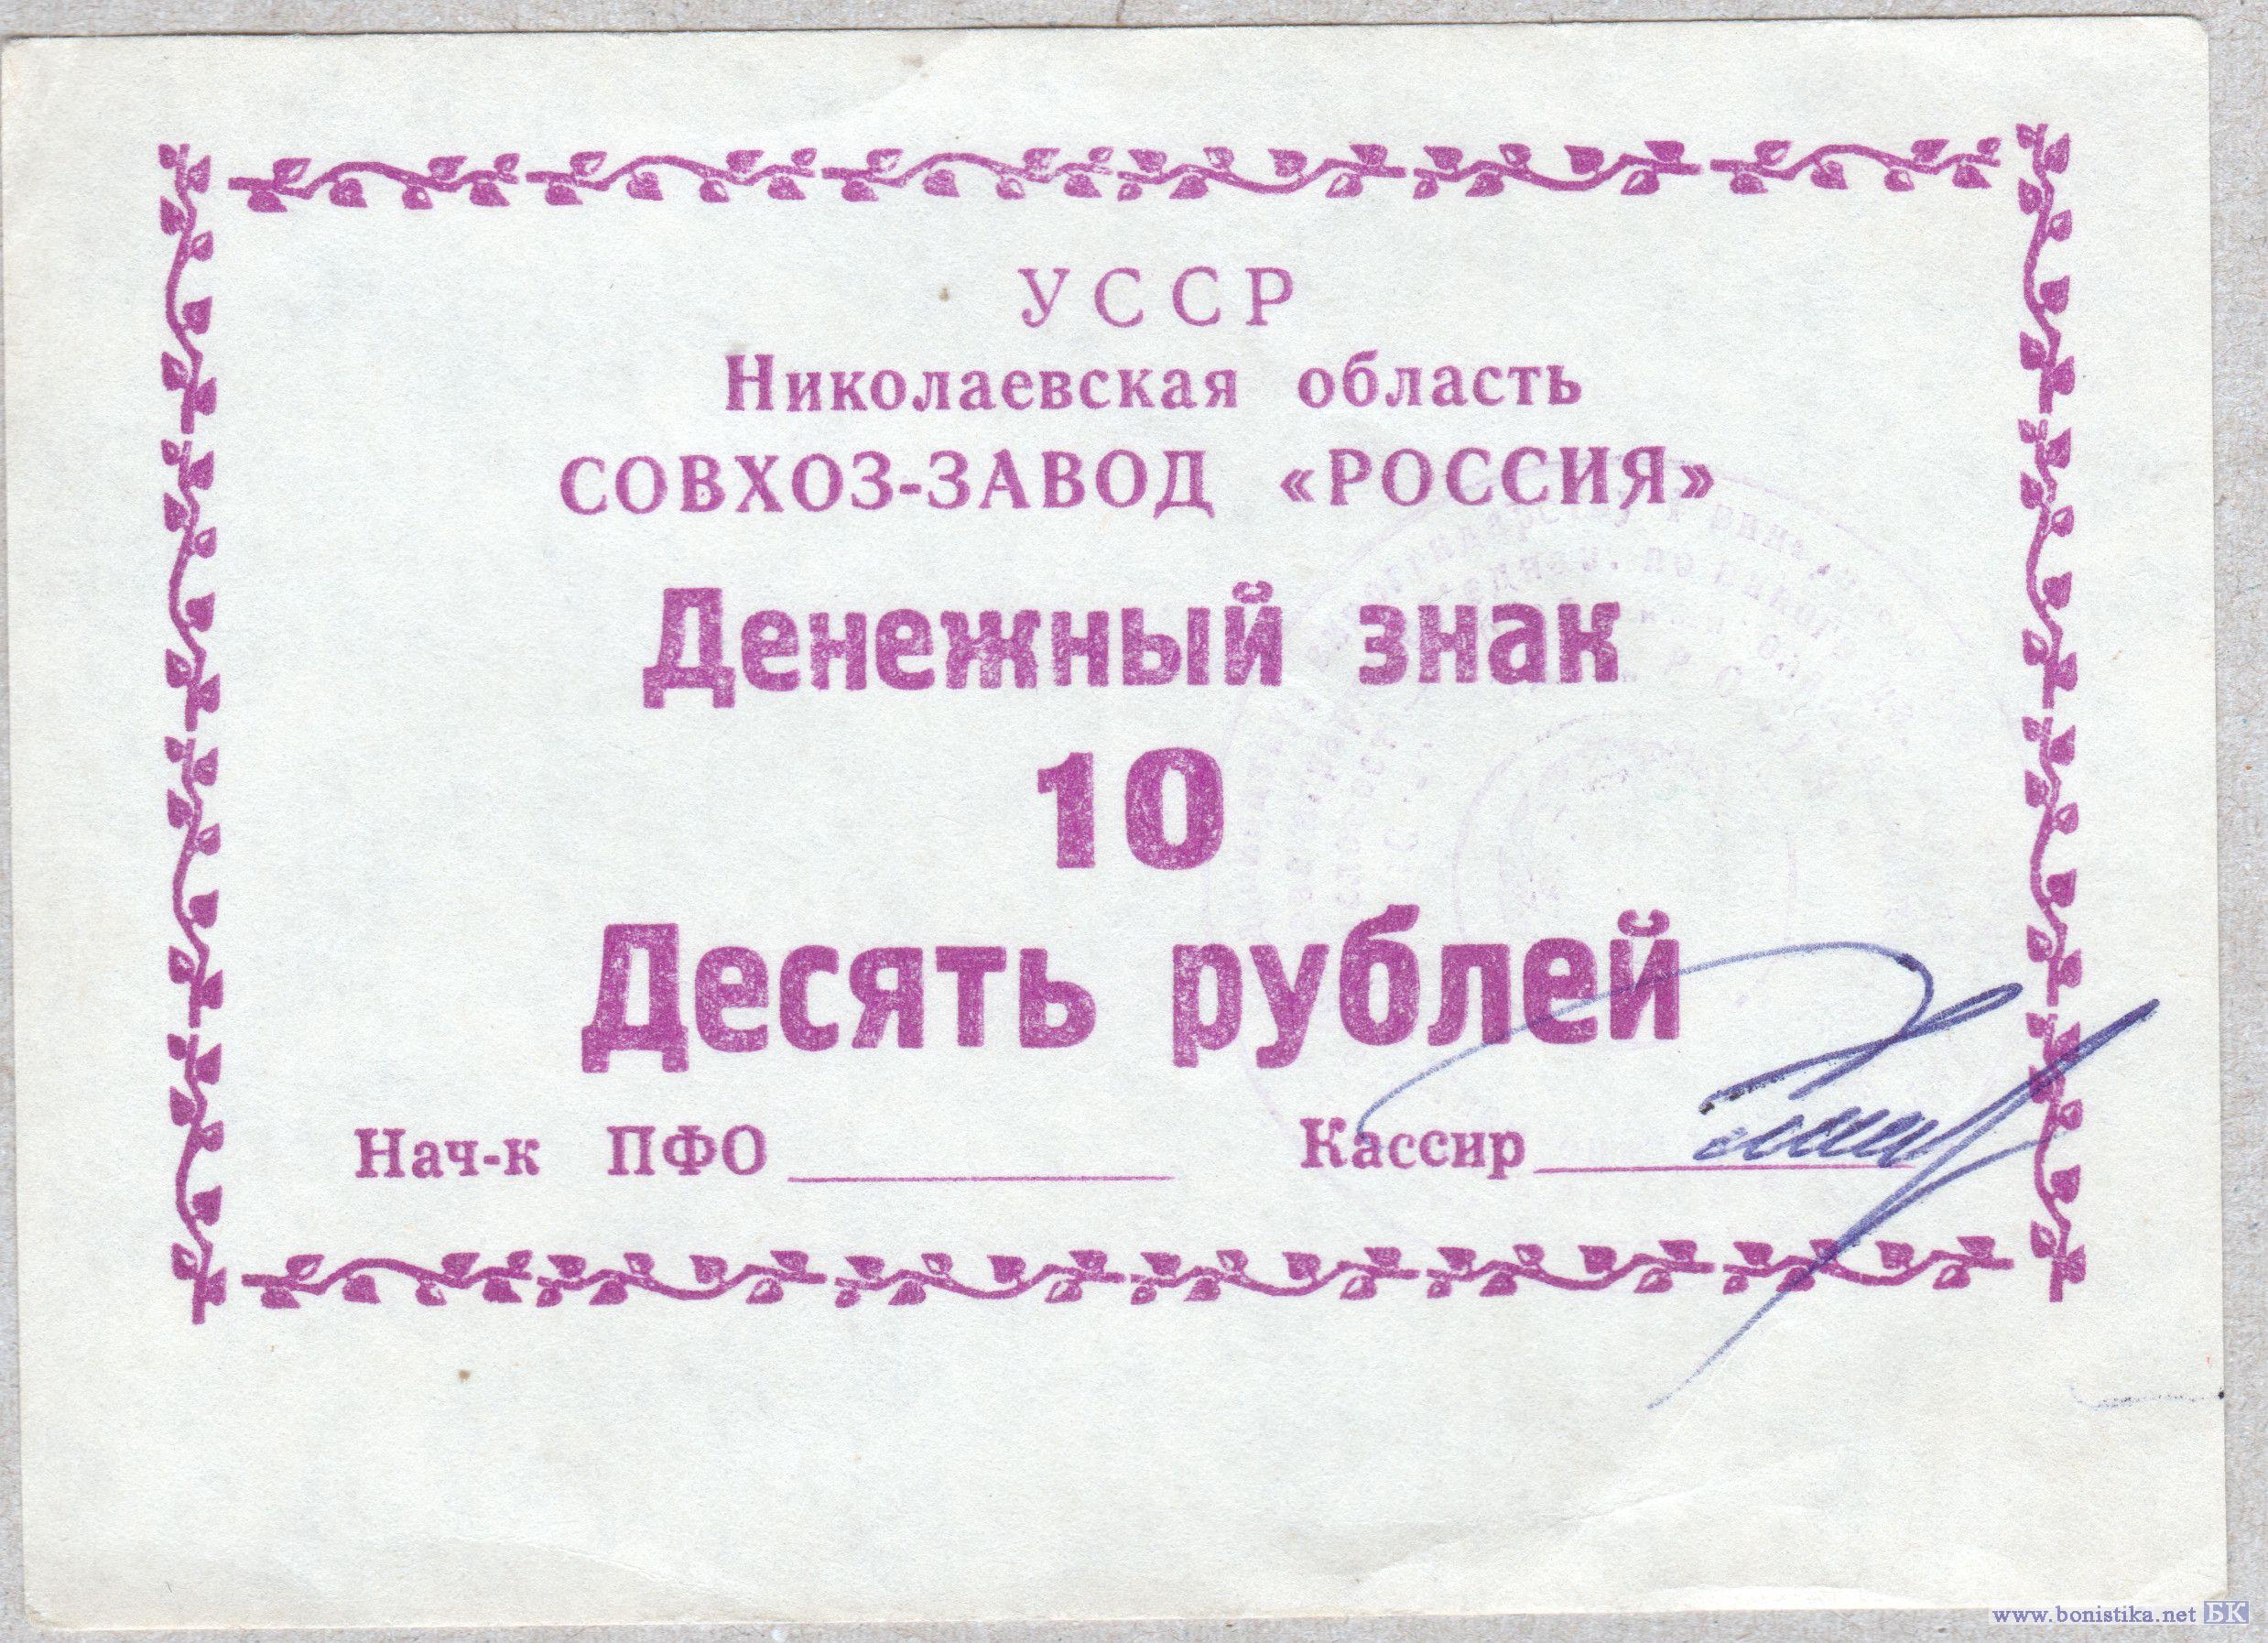 УССР
Николаевская область
СОВХОЗ-ЗАВОД «РОССИЯ»
Денежный знак
10
Десять рублей
Нач-к ПФО Кассир
www.bonistika.net БК